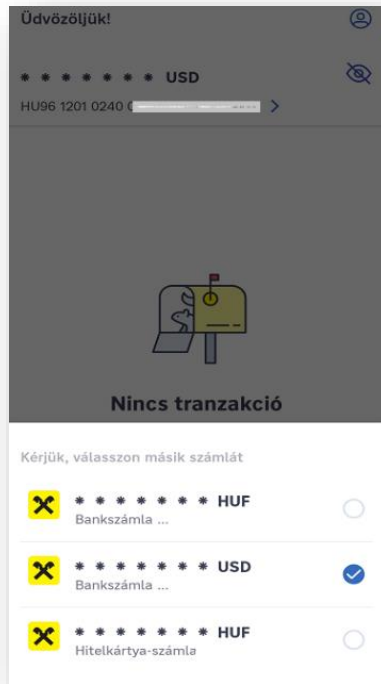 Üdvözöljük!
* * * * * * * USD
HU96 1201 0240
Nincs tranzakció
Kérjük, válasszon másik számlát
* * * * * * * HUF
Bankszámla ...
* * * * * * * USD
Bankszámla ...
* * * * * * * HUF
Hitelkártya-számla